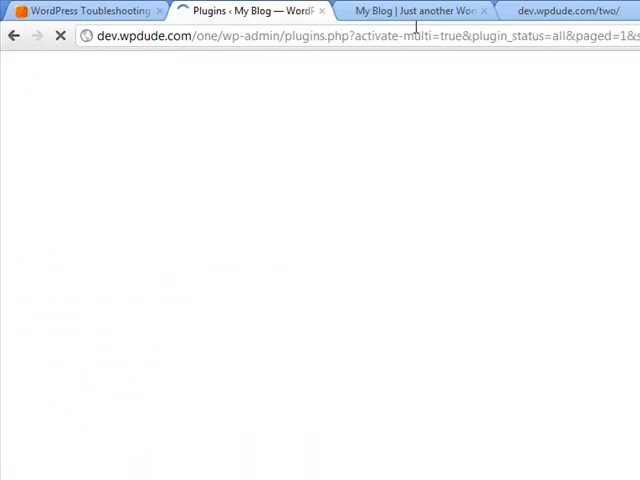 WordPress Toubleshooting
Plugins ‹ My Blog — WordP
My Blog | Just another Wor
dev.wpdude.com/two/
dev.wpdude.com/one/wp-admin/plugins.php?activate-multi=true&plugin_status=all&paged=1&s